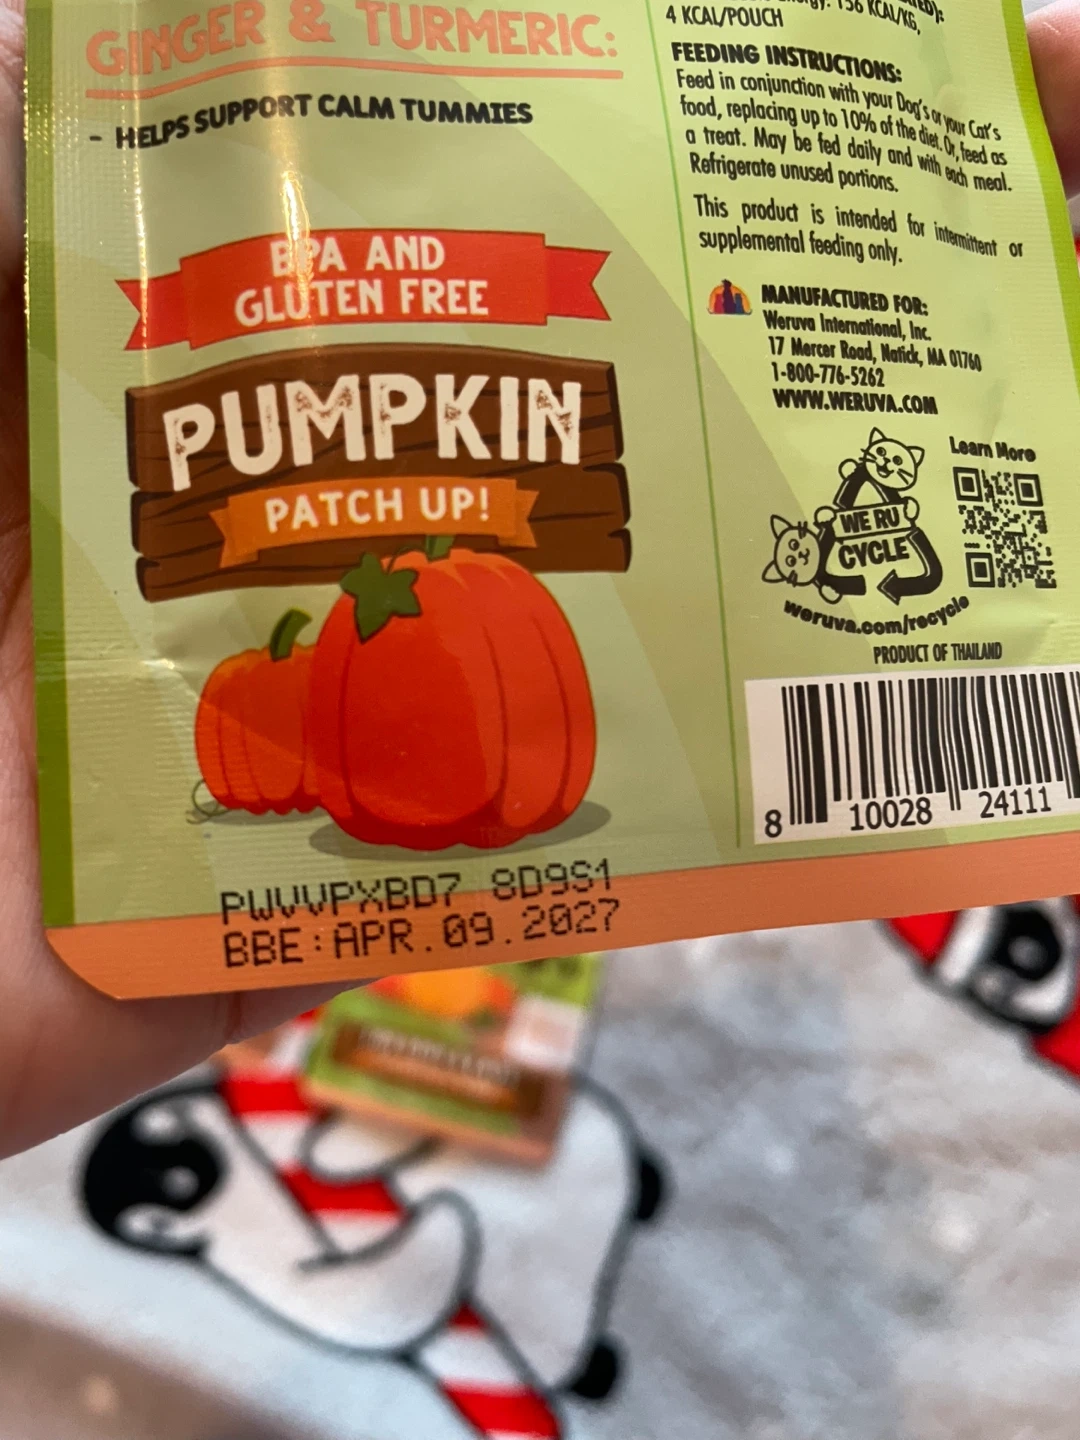 GINGER & TURMERIC:
- HELPS SUPPORT CALM TUMMIES
BPA AND
GLUTEN FREE
PUMPKIN
PATCH UP!
PWVVPXBD7 8D9S1
BBE:APR.09.2027
156 KCAL/KG,
4 KCAL/POUCH
FEEDING INSTRUCTIONS:
Feed in conjunction with your Dog's or your Cat's
food, replacing up to 10% of the diet. Or, feed as
a treat. May be fed daily and with each meal.
Refrigerate unused portions.
This product is intended for intermittent or
supplemental feeding only.
MANUFACTURED FOR:
Weruva International, Inc.
17 Mercer Road, Natick, MA 01760
1-800-776-5262
WWW.WERUVA.COM
Learn More
WE RU
CYCLE
weruva.com/recycle
PRODUCT OF THAILAND
8 10028 24111